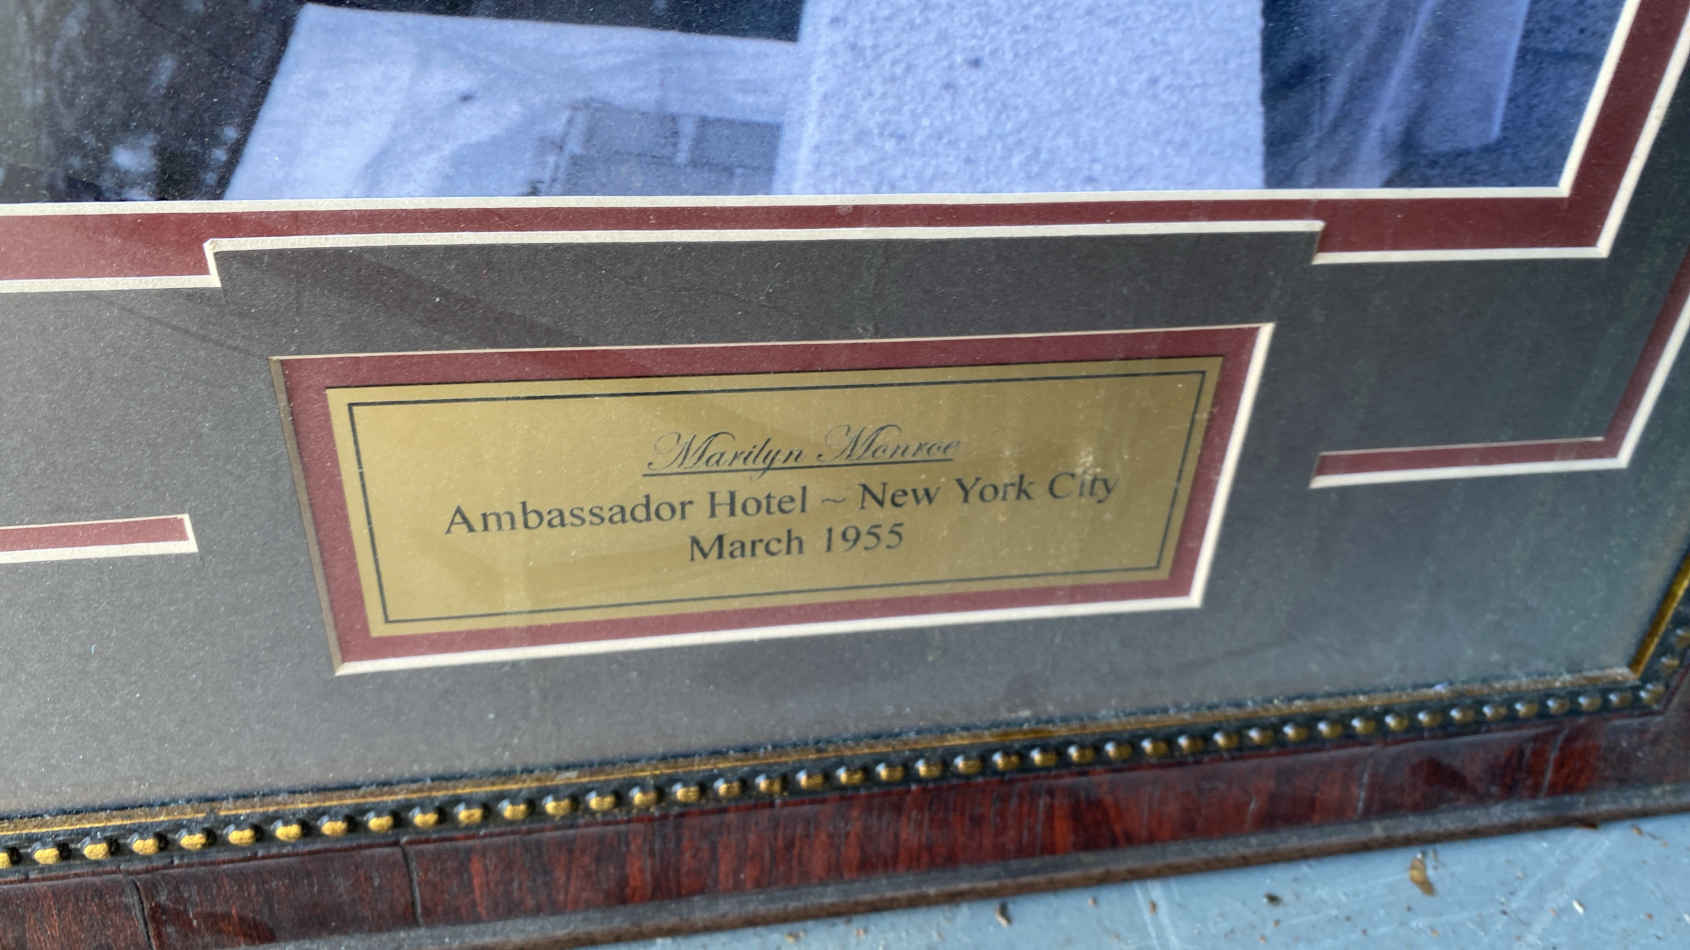 Marilyn Monroe
Ambassador Hotel ~ New York City
March 1955